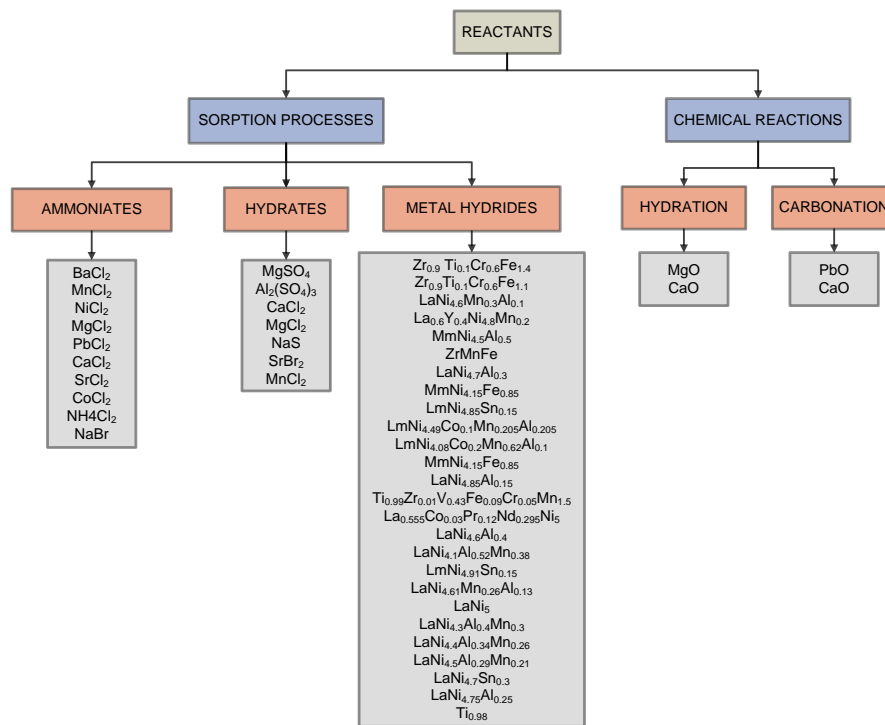 REACTANTS
SORPTION PROCESSES
CHEMICAL REACTIONS
AMMONIATES
HYDRATES
METAL HYDRIDES
HYDRATION
CARBONATION
BaCl₂
MnCl₂
NiCl₂
MgCl₂
PbCl₂
CaCl₂
SrCl₂
CoCl₂
NH4Cl₂
NaBr
MgSO₄
Al₂(SO₄)₃
CaCl₂
MgCl₂
NaS
SrBr₂
MnCl₂
Zr₀.₉ Ti₀.₁Cr₀.₆Fe₁.₄
Zr₀.₉Ti₀.₁Cr₀.₆Fe₁.₁
LaNi₄.₆Mn₀.₃Al₀.₁
La₀.₆Y₀.₄Ni₄.₈Mn₀.₂
MmNi₄.₅Al₀.₅
ZrMnFe
LaNi₄.₇Al₀.₃
MmNi₄.₁₅Fe₀.₈₅
LmNi₄.₈₅Sn₀.₁₅
LmNi₄.₄₉Co₀.₁Mn₀.₂₀₅Al₀.₂₀₅
LmNi₄.₀₈Co₀.₂Mn₀.₆₂Al₀.₁
MmNi₄.₁₅Fe₀.₈₅
LaNi₄.₈₅Al₀.₁₅
Ti₀.₉₉Zr₀.₀₁V₀.₄₃Fe₀.₀₉Cr₀.₀₅Mn₁.₅
La₀.₅₅₅Co₀.₀₃Pr₀.₁₂Nd₀.₂₉₅Ni₅
LaNi₄.₆Al₀.₄
LaNi₄.₁Al₀.₅₂Mn₀.₃₈
LmNi₄.₉₁Sn₀.₁₅
LaNi₄.₆₁Mn₀.₂₆Al₀.₁₃
LaNi₅
LaNi₄.₃Al₀.₄Mn₀.₃
LaNi₄.₄Al₀.₃₄Mn₀.₂₆
LaNi₄.₅Al₀.₂₉Mn₀.₂₁
LaNi₄.₇Sn₀.₃
LaNi₄.₇₅Al₀.₂₅
Ti₀.₉₈
MgO
CaO
PbO
CaO